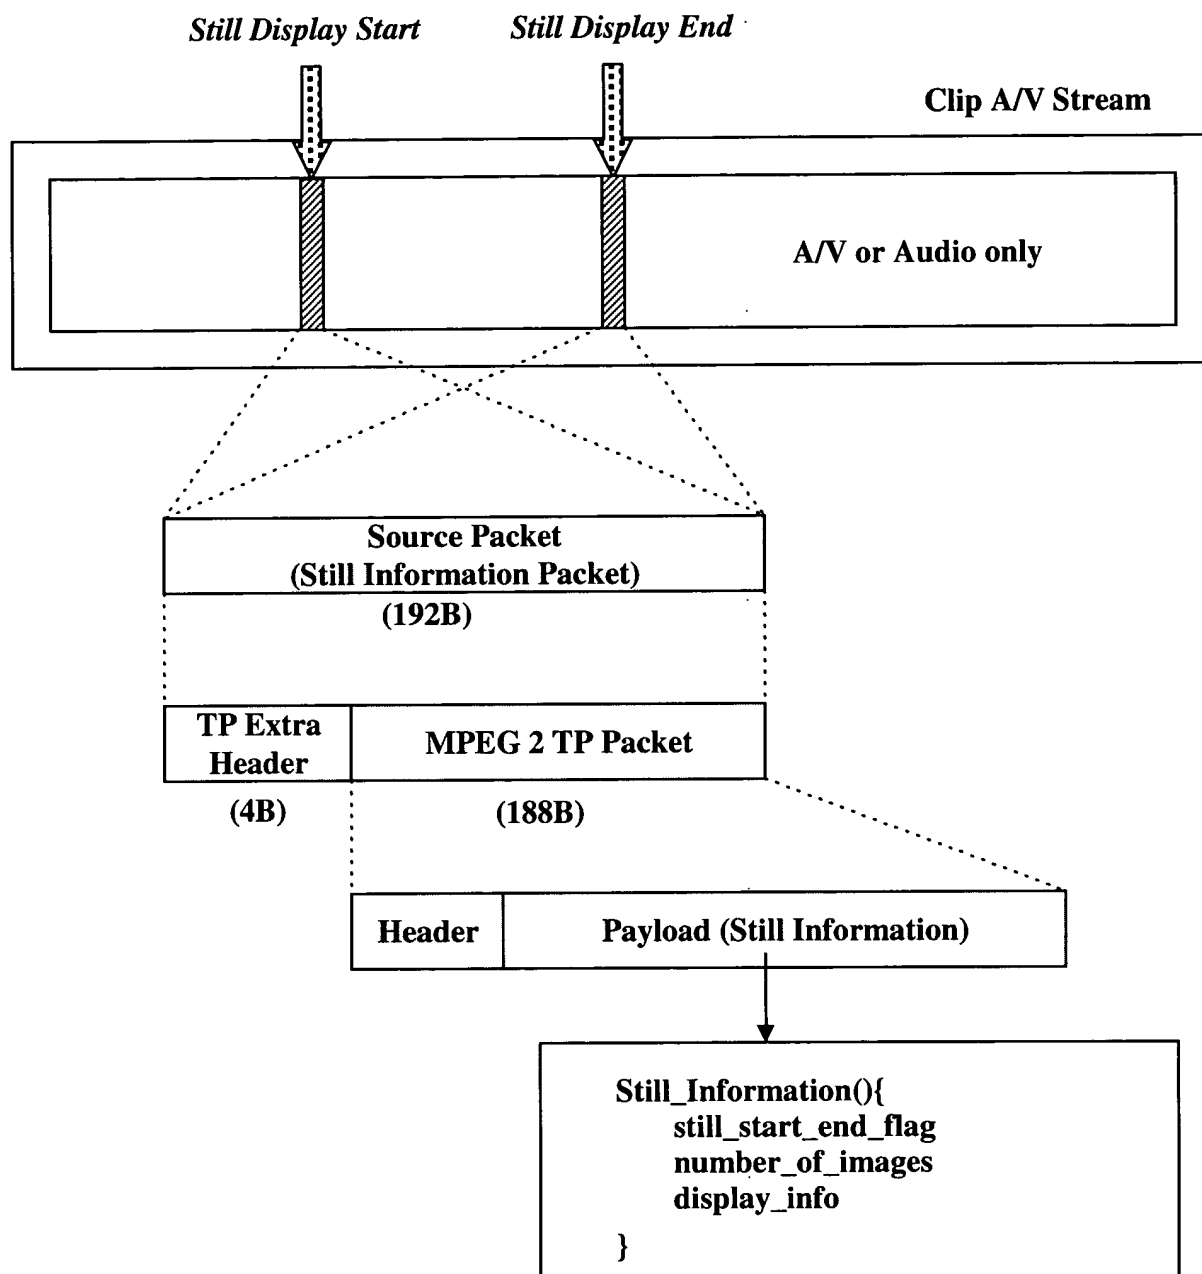 Still Display Start
Still Display End
Clip A/V Stream
A/V or Audio only
Source Packet
(Still Information Packet)
(192B)
TP Extra
Header
MPEG 2 TP Packet
(4B)
(188B)
Header
Payload (Still Information)
Still_Information(){
still_start_end_flag
number_of_images
display_info
}